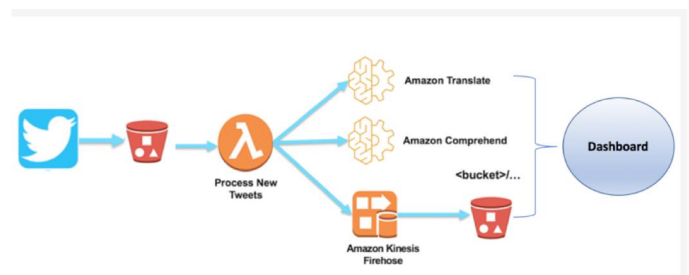 Amazon Translate
Amazon Comprehend
Dashboard
Process New
Tweets
<bucket>/...
Amazon Kinesis
Firehose